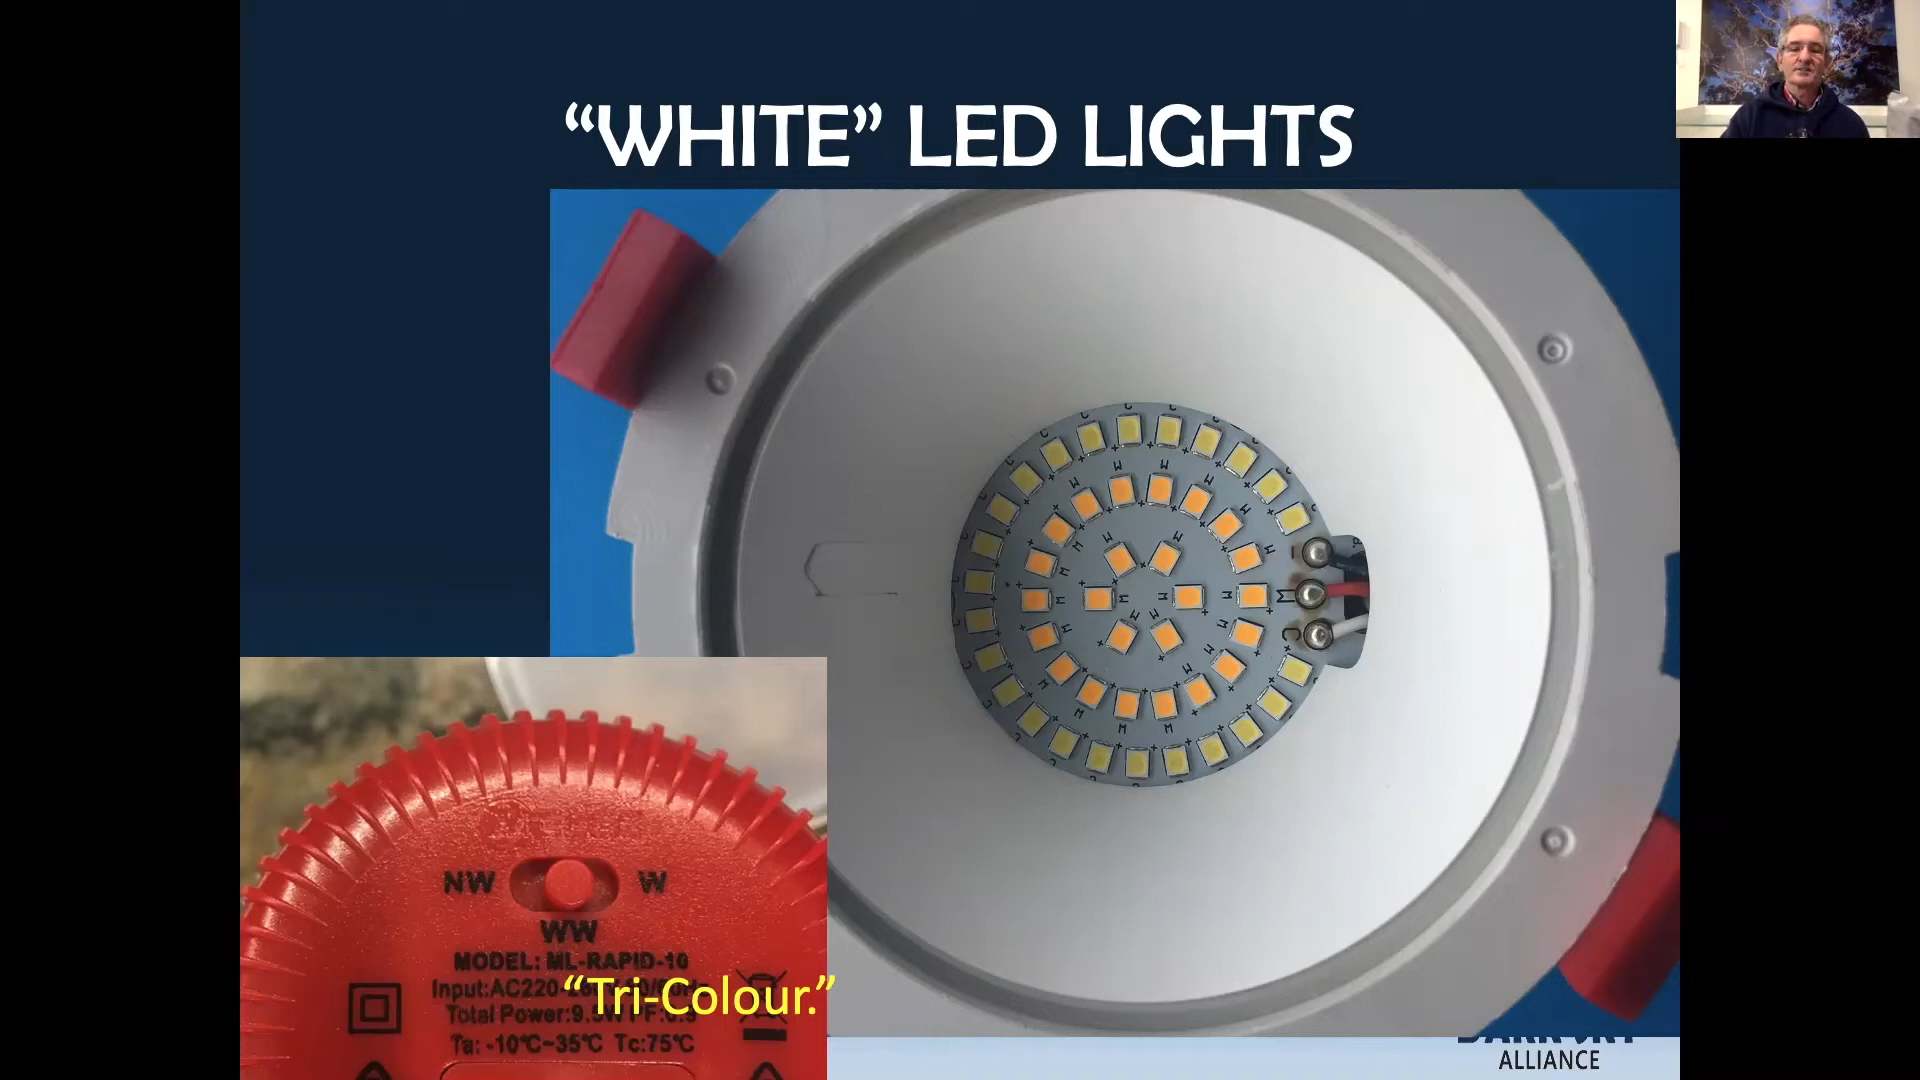 “WHITE” LED LIGHTS
NW W
WW
MODEL: ML-RAPID-10
Input:AC220-
Total Power:9.
Ta: -10℃~35℃ Tc:75℃
“Tri-Colour.”
W
C
ALLIANCE